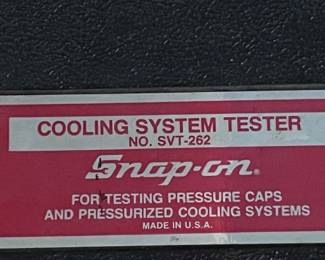 COOLING SYSTEM TESTER
NO. SVT-262
Snap-on®
FOR TESTING PRESSURE CAPS
AND PRESSURIZED COOLING SYSTEMS
MADE IN U.S.A.